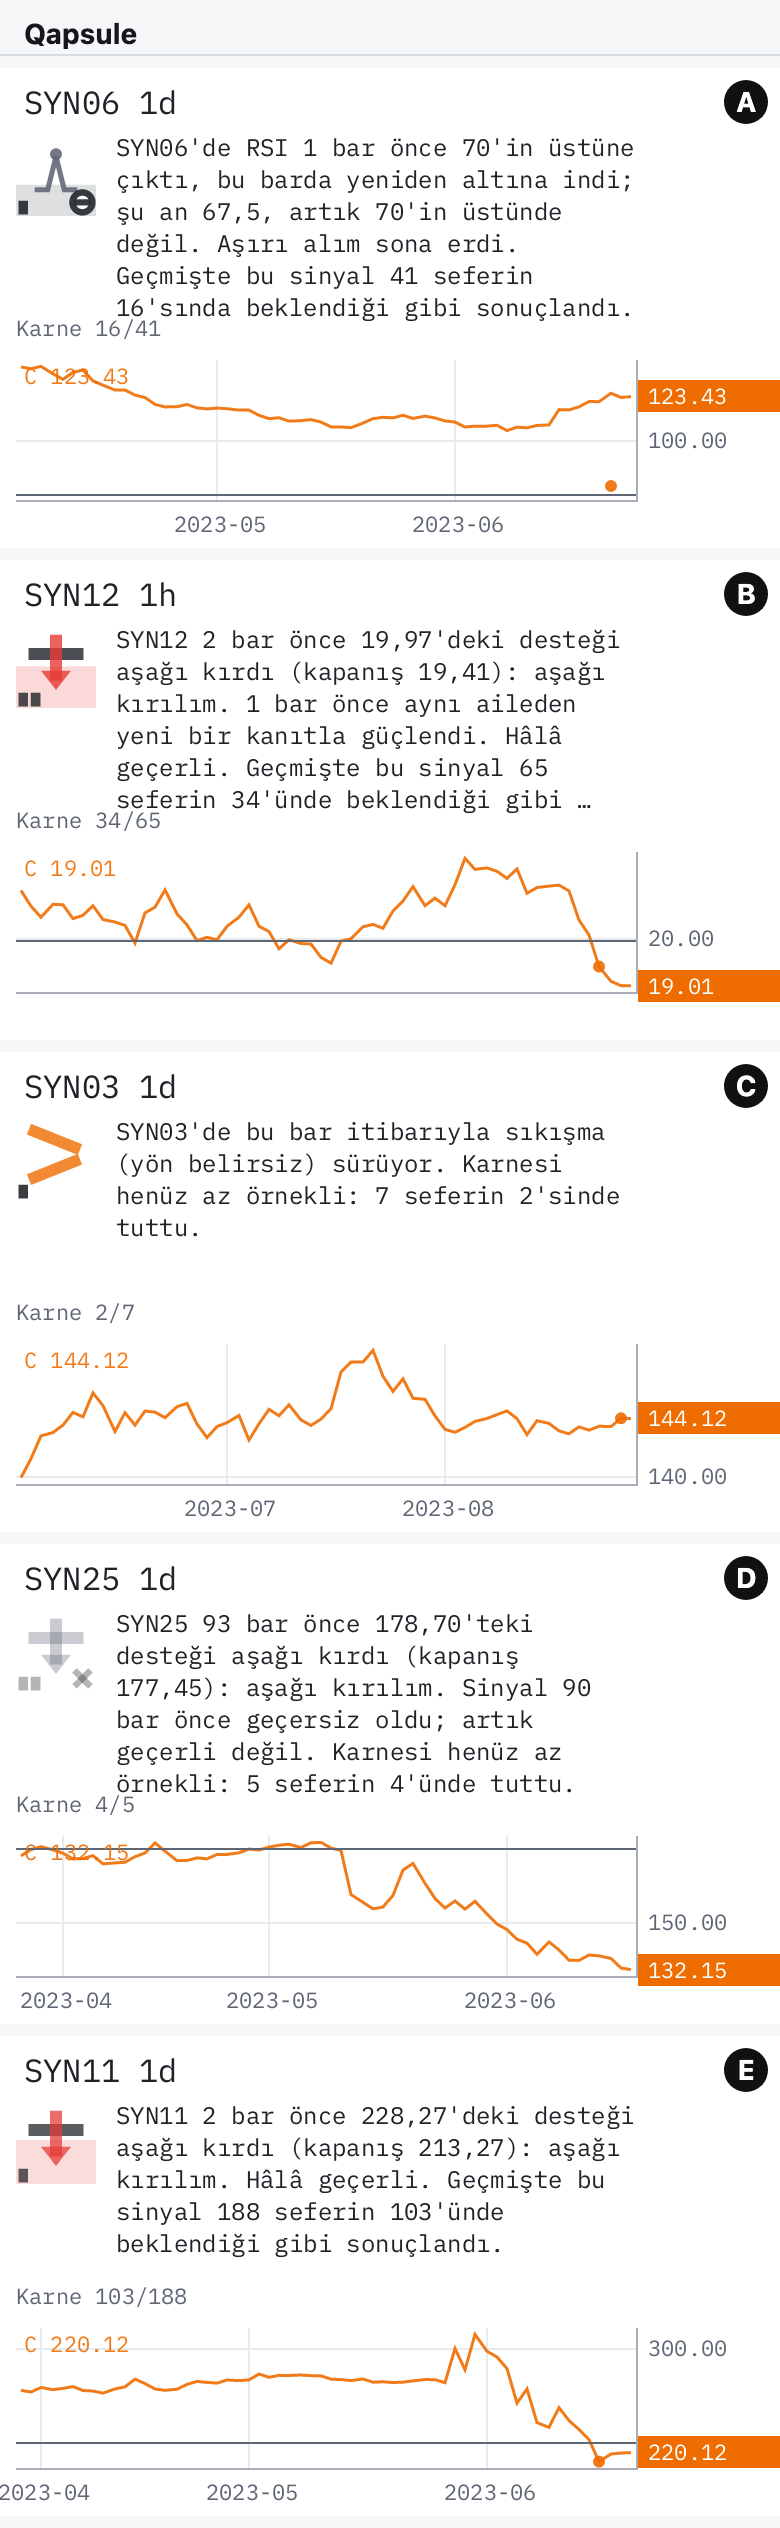 Qapsule
SYN06 1d
A
SYN06'de RSI 1 bar önce 70'in üstüne
çıktı, bu barda yeniden altına indi;
şu an 67,5, artık 70'in üstünde
değil. Aşırı alım sona erdi.
Geçmişte bu sinyal 41 seferin
16'sında beklendiği gibi sonuçlandı.
Karne 16/41
C 123.43
123.43
100.00
2023-05
2023-06
SYN12 1h
B
SYN12 2 bar önce 19,97'deki desteği
aşağı kırdı (kapanış 19,41): aşağı
kırılım. 1 bar önce aynı aileden
yeni bir kanıtla güçlendi. Hâlâ
geçerli. Geçmişte bu sinyal 65
seferin 34'ünde beklendiği gibi …
Karne 34/65
C 19.01
20.00
19.01
SYN03 1d
C
SYN03'de bu bar itibarıyla sıkışma
(yön belirsiz) sürüyor. Karnesi
henüz az örnekli: 7 seferin 2'sinde
tuttu.
Karne 2/7
C 144.12
144.12
140.00
2023-07
2023-08
SYN25 1d
D
SYN25 93 bar önce 178,70'teki
desteği aşağı kırdı (kapanış
177,45): aşağı kırılım. Sinyal 90
bar önce geçersiz oldu; artık
geçerli değil. Karnesi henüz az
örnekli: 5 seferin 4'ünde tuttu.
Karne 4/5
C 132.15
150.00
132.15
2023-04
2023-05
2023-06
SYN11 1d
E
SYN11 2 bar önce 228,27'deki desteği
aşağı kırdı (kapanış 213,27): aşağı
kırılım. Hâlâ geçerli. Geçmişte bu
sinyal 188 seferin 103'ünde
beklendiği gibi sonuçlandı.
Karne 103/188
C 220.12
300.00
220.12
2023-04
2023-05
2023-06